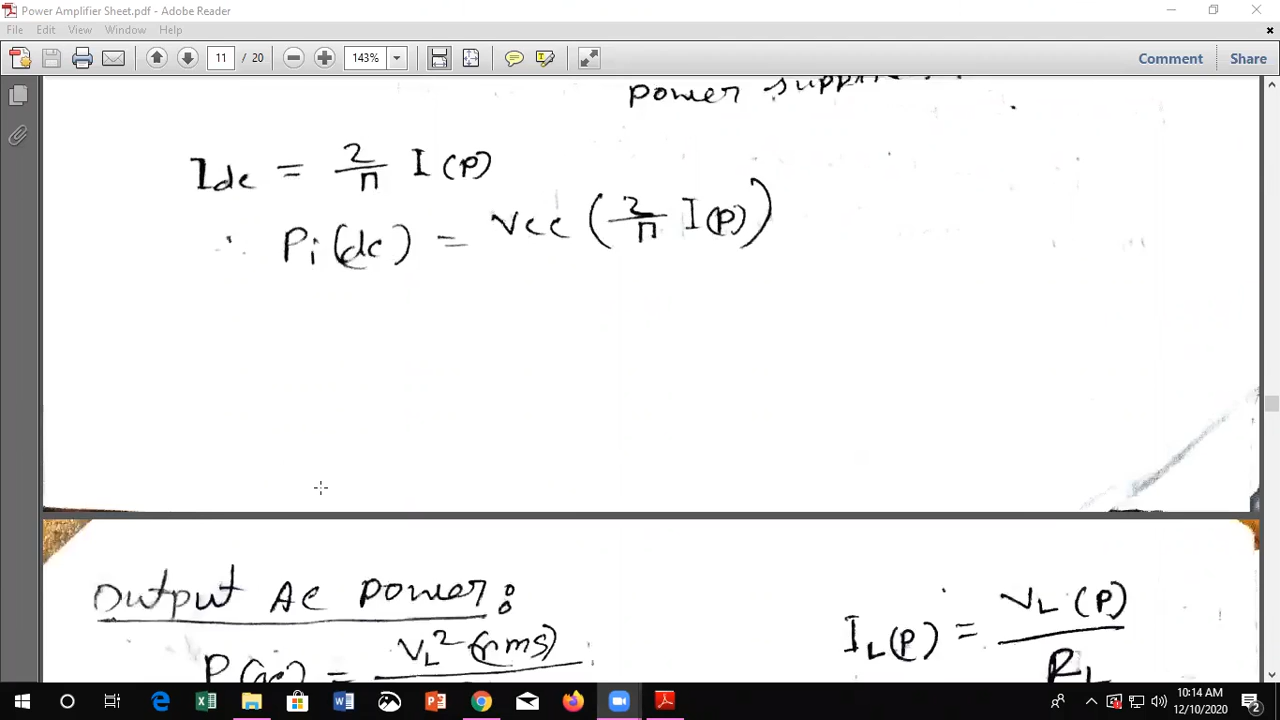 Power Amplifier Sheet.pdf - Adobe Reader
File Edit View Window Help
11 / 20 143% Comment Share
power
Idc = 2/π I(p)
∴ Pi(dc) = Vcc (2/π I(p))
Output AC power:
VL²(rms)
IL(p) = VL(p)/RL
10:14 AM
12/10/2020
2